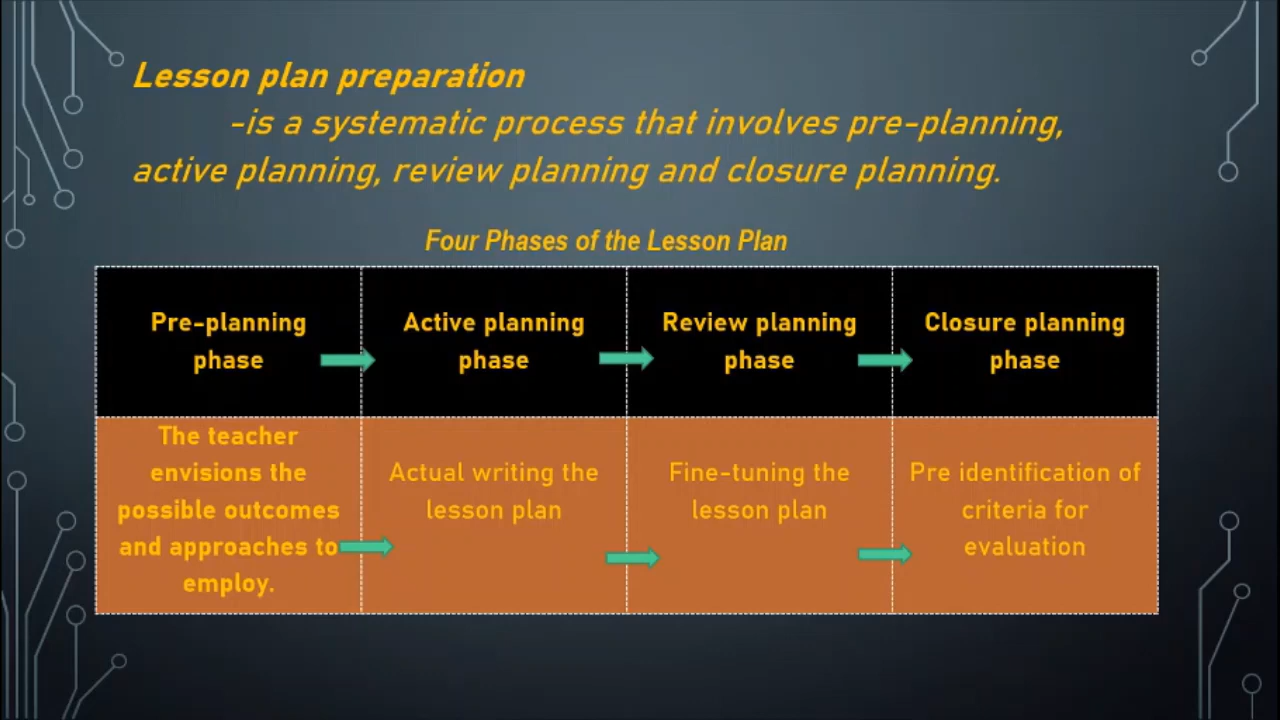 Lesson plan preparation
-is a systematic process that involves pre-planning,
active planning, review planning and closure planning.
Four Phases of the Lesson Plan
Pre-planning
phase
Active planning
phase
Review planning
phase
Closure planning
phase
The teacher
envisions the
possible outcomes
and approaches to
employ.
Actual writing the
lesson plan
Fine-tuning the
lesson plan
Pre identification of
criteria for
evaluation